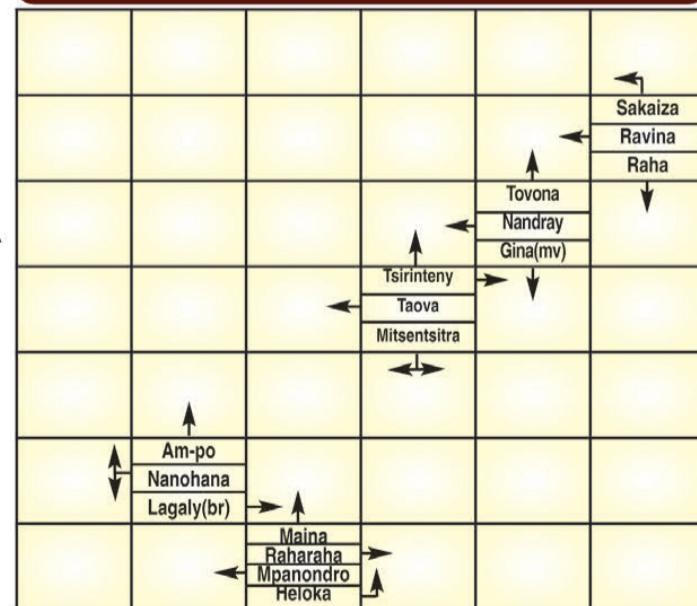 Sakaiza
Ravina
Raha
Tovona
Nandray
Gina(mv)
Tsirinteny
Taova
Mitsentsitra
Am-po
Nanohana
Lagaly(br)
Maina
Raharaha
Mpanondro
Heloka